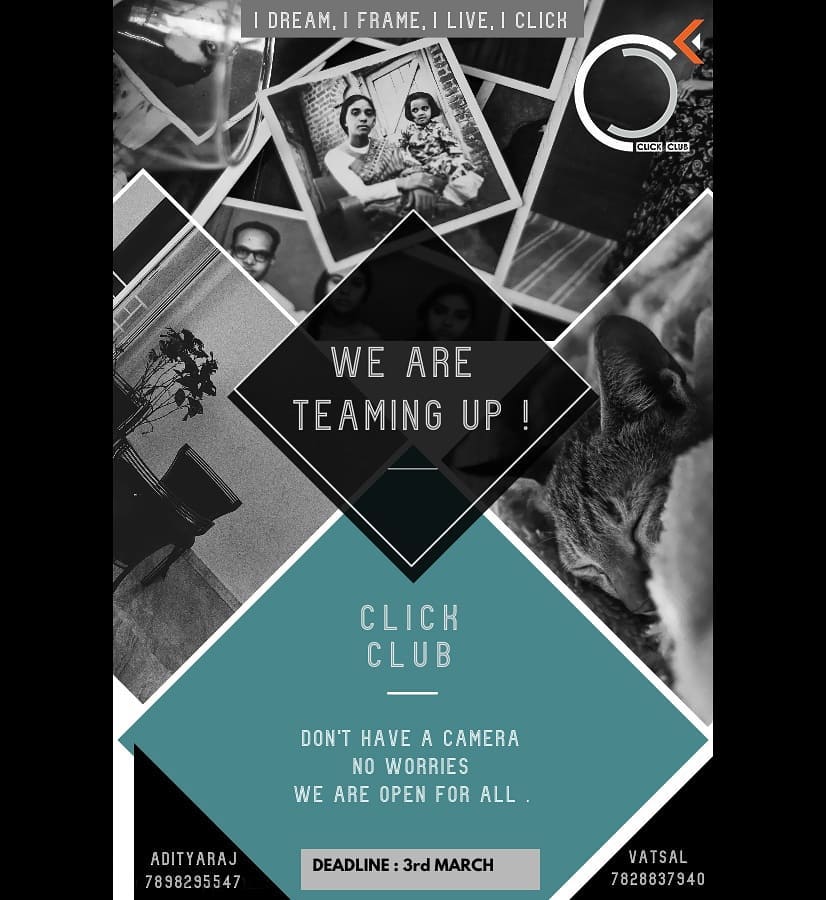 I DREAM, I FRAME, I LIVE, I CLICK
CLICK CLUB
WE ARE
TEAMING UP !
CLICK
CLUB
DON'T HAVE A CAMERA
NO WORRIES
WE ARE OPEN FOR ALL .
DEADLINE : 3rd MARCH
ADITYARAJ
7898295547
VATSAL
7828837940